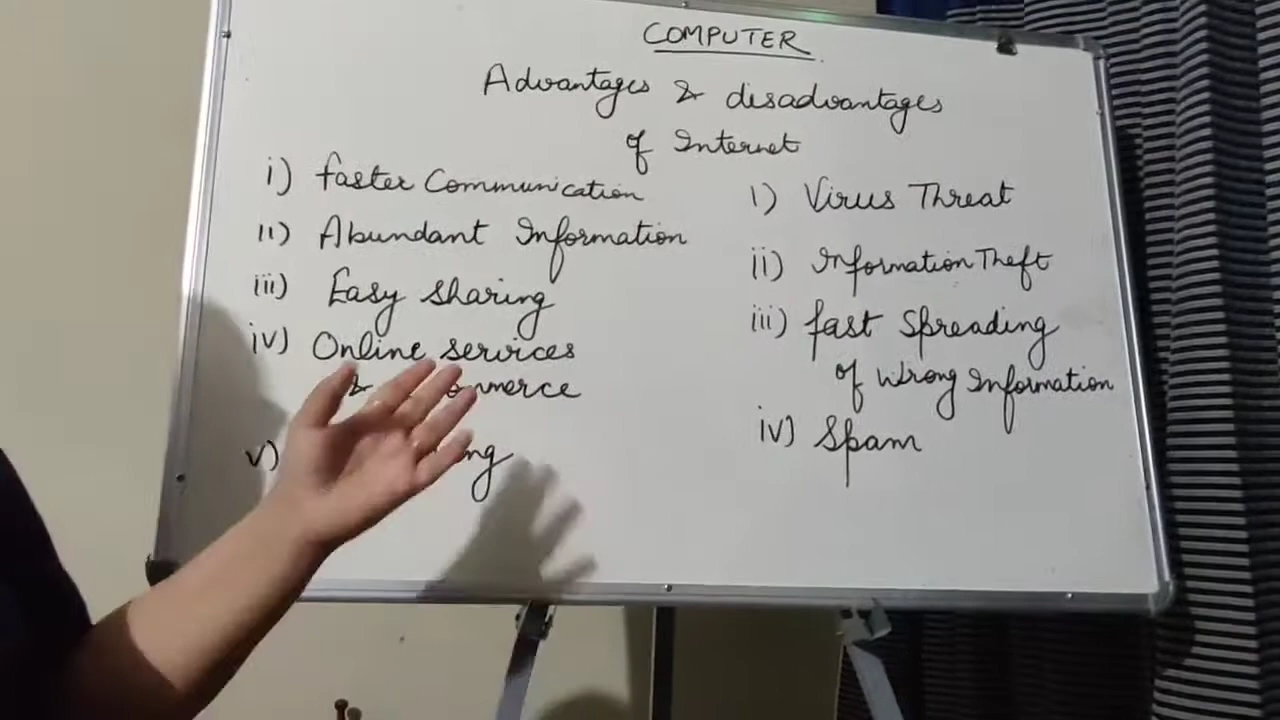 COMPUTER
Advantages & disadvantages
of Internet
i) faster Communication
ii) Abundant Information
iii) Easy sharing
iv) Online services
&
v)
i) Virus Threat
ii) Information Theft
iii) fast Spreading
of Wrong Information
iv) Spam